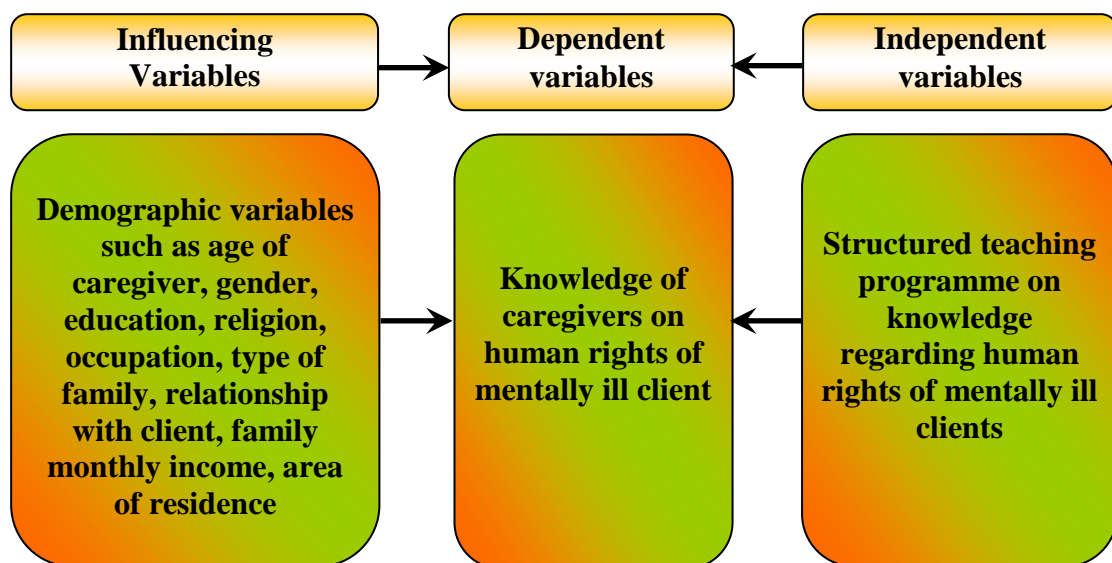 Influencing
Variables
Dependent
variables
Independent
variables
Demographic variables
such as age of
caregiver, gender,
education, religion,
occupation, type of
family, relationship
with client, family
monthly income, area
of residence
Knowledge of
caregivers on
human rights of
mentally ill client
Structured teaching
programme on
knowledge
regarding human
rights of mentally ill
clients